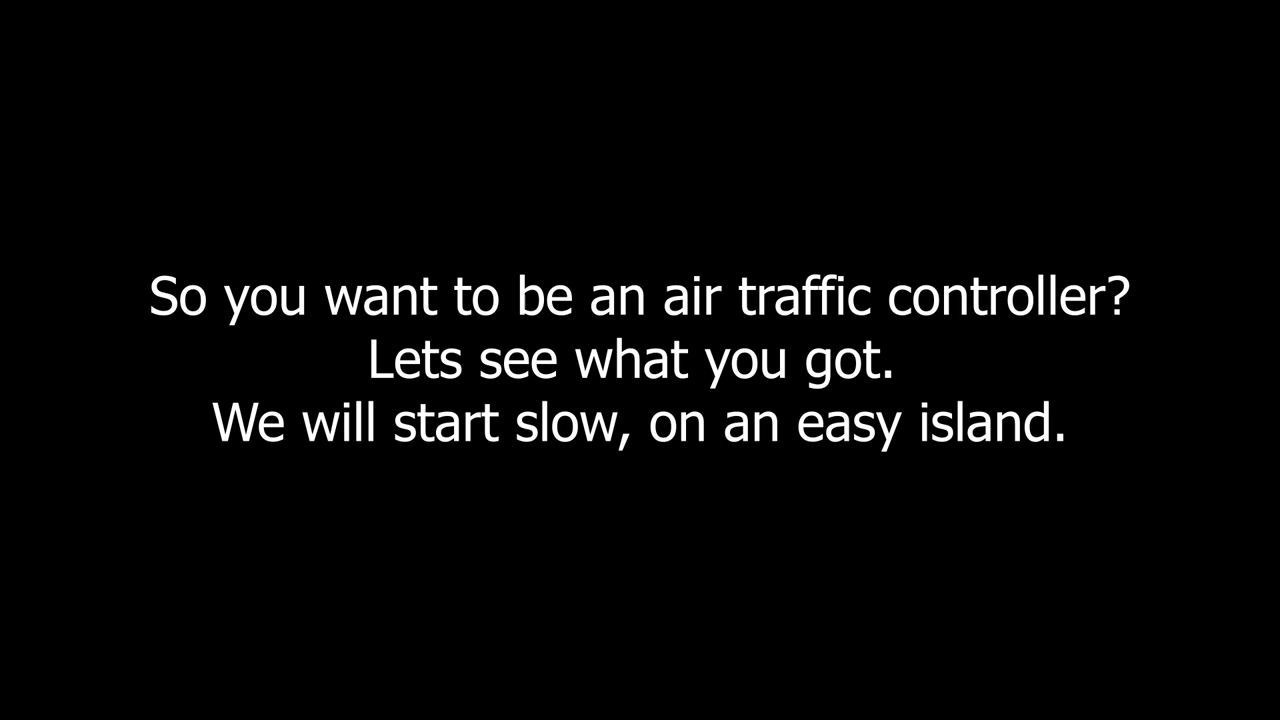 So you want to be an air traffic controller?
Lets see what you got.
We will start slow, on an easy island.